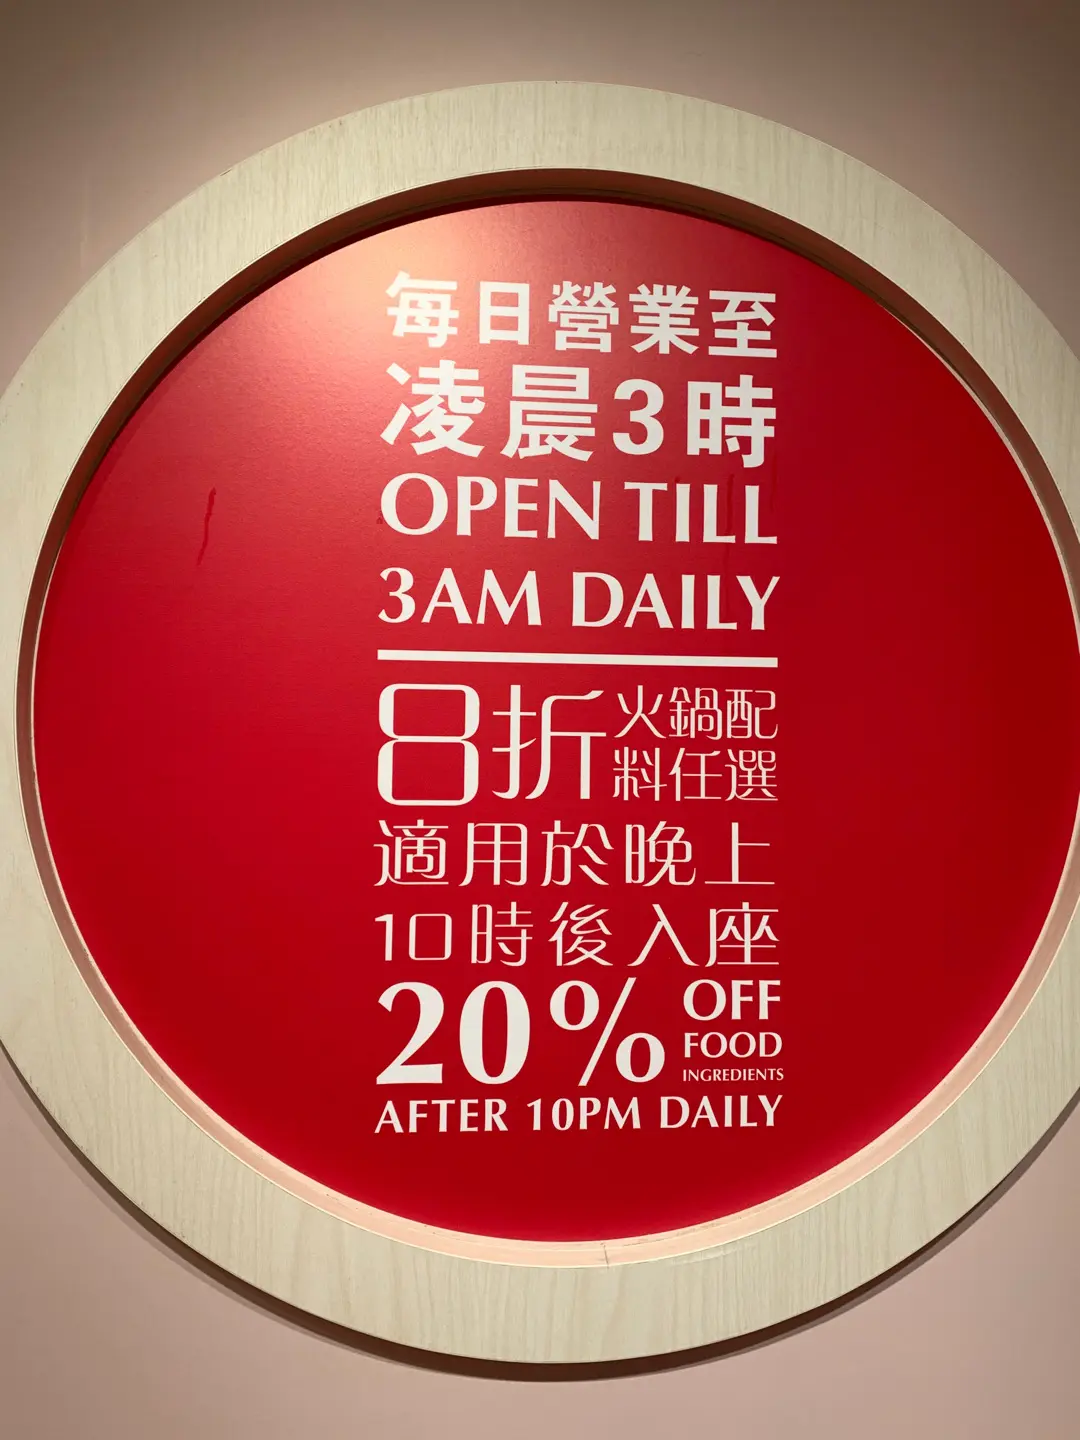 每日營業至
凌晨3時
OPEN TILL
3AM DAILY
8折 火鍋配
料任選
適用於晚上
10時後入座
20% OFF
FOOD
INGREDIENTS
AFTER 10PM DAILY